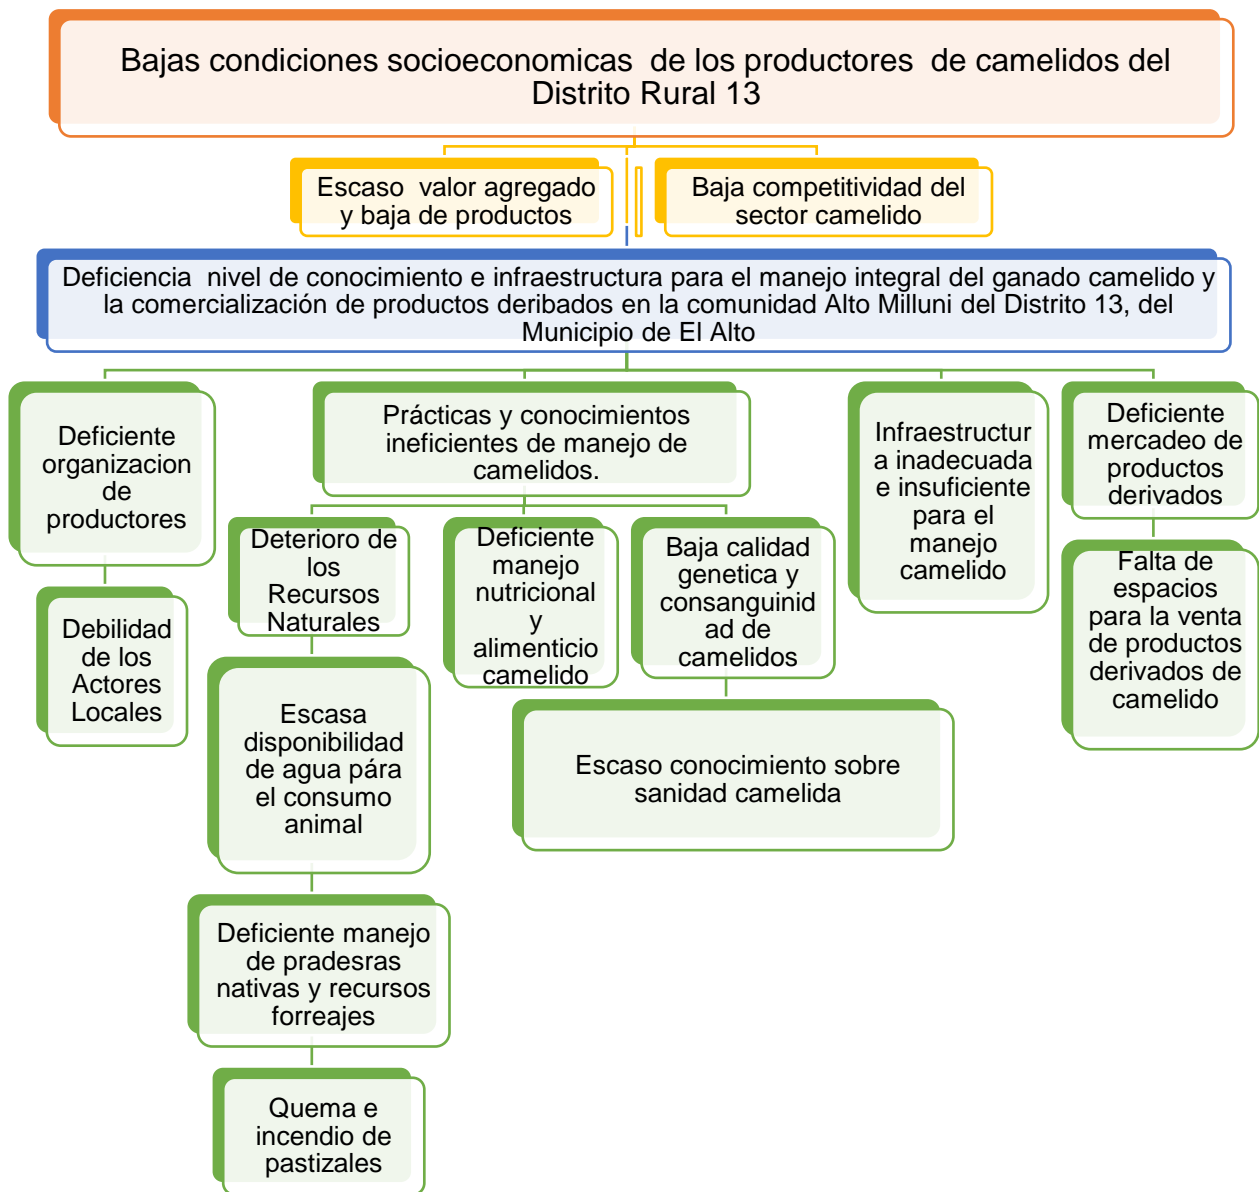 Bajas condiciones socioeconomicas de los productores de camelidos del
Distrito Rural 13
Escaso valor agregado
y baja de productos
Baja competitividad del
sector camelido
Deficiencia nivel de conocimiento e infraestructura para el manejo integral del ganado camelido y
la comercialización de productos deribados en la comunidad Alto Milluni del Distrito 13, del
Municipio de El Alto
Deficiente
organizacion
de
productores
Debilidad
de los
Actores
Locales
Prácticas y conocimientos
ineficientes de manejo de
camelidos.
Deterioro de
los
Recursos
Naturales
Escasa
disponibilidad
de agua pára
el consumo
animal
Deficiente manejo
de pradesras
nativas y recursos
forreajes
Quema e
incendio de
pastizales
Deficiente
manejo
nutricional
y
alimenticio
camelido
Baja calidad
genetica y
consanguinid
ad de
camelidos
Escaso conocimiento sobre
sanidad camelida
Infraestructur
a inadecuada
e insuficiente
para el
manejo
camelido
Deficiente
mercadeo de
productos
derivados
Falta de
espacios
para la venta
de productos
derivados de
camelido